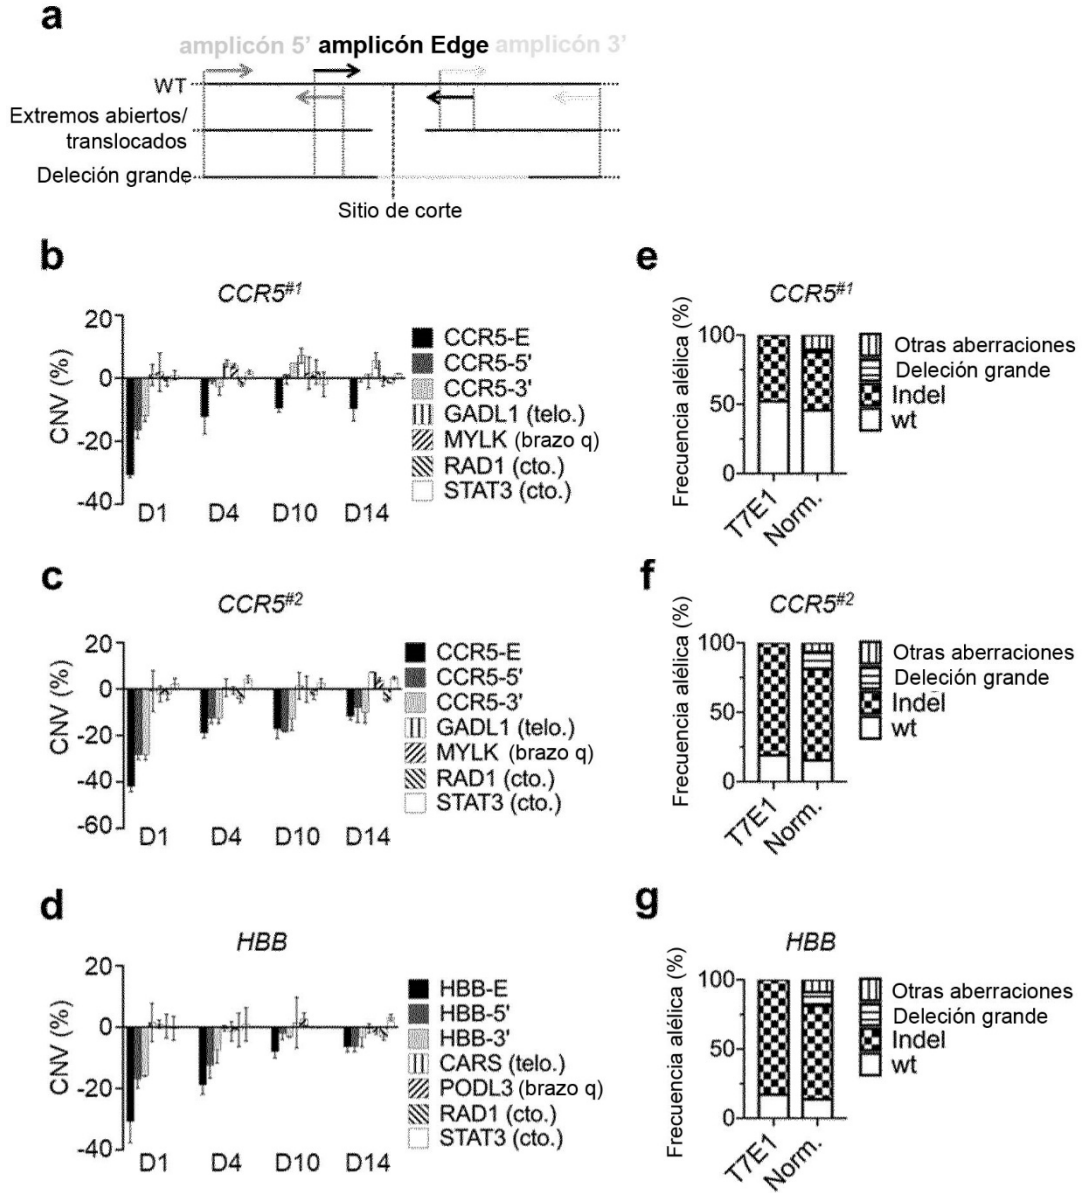 a
amplicón 5’ amplicón Edge amplicón 3’
WT
Extremos abiertos/
translocados
Deleción grande
Sitio de corte
b
CCR5#1
CNV (%)
20
0
-20
-40
D1 D4 D10 D14
CCR5-E
CCR5-5'
CCR5-3'
GADL1 (telo.)
MYLK (brazo q)
RAD1 (cto.)
STAT3 (cto.)
e
CCR5#1
Frecuencia alélica (%)
100
50
0
T7E1 Norm.
Otras aberraciones
Deleción grande
Indel
wt
c
CCR5#2
CNV (%)
20
0
-20
-40
-60
D1 D4 D10 D14
CCR5-E
CCR5-5'
CCR5-3'
GADL1 (telo.)
MYLK (brazo q)
RAD1 (cto.)
STAT3 (cto.)
f
CCR5#2
Frecuencia alélica (%)
100
50
0
T7E1 Norm.
Otras aberraciones
Deleción grande
Indel
wt
d
HBB
CNV (%)
20
0
-20
-40
D1 D4 D10 D14
HBB-E
HBB-5'
HBB-3'
CARS (telo.)
PODL3 (brazo q)
RAD1 (cto.)
STAT3 (cto.)
g
HBB
Frecuencia alélica (%)
100
50
0
T7E1 Norm.
Otras aberraciones
Deleción grande
Indel
wt